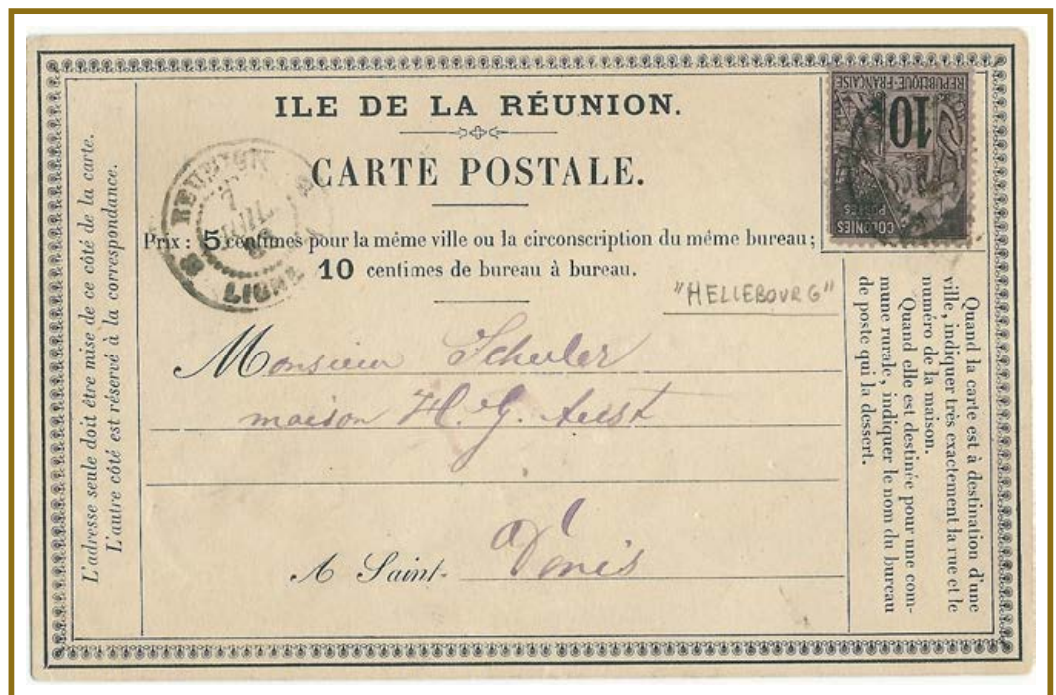 ILE DE LA RÉUNION.
CARTE POSTALE.
Prix : 5 centimes pour la même ville ou la circonscription du même bureau ;
10 centimes de bureau à bureau.
"HELLEBOURG"
Monsieur Schuler
maison H. G.
A Saint- Denis
L'adresse seule doit être mise de ce côté de la carte.
L'autre côté est réservé à la correspondance.
Quand la carte est à destination d'une
ville, indiquer très exactement la rue et le
numéro de la maison.
Quand elle est destinée pour une com-
mune rurale, indiquer le nom du bureau
de poste qui la dessert.
RÉPUBLIQUE-FRANÇAISE
10
COLONIES
POSTES
REUNION
7
JUIL.
LIGNE